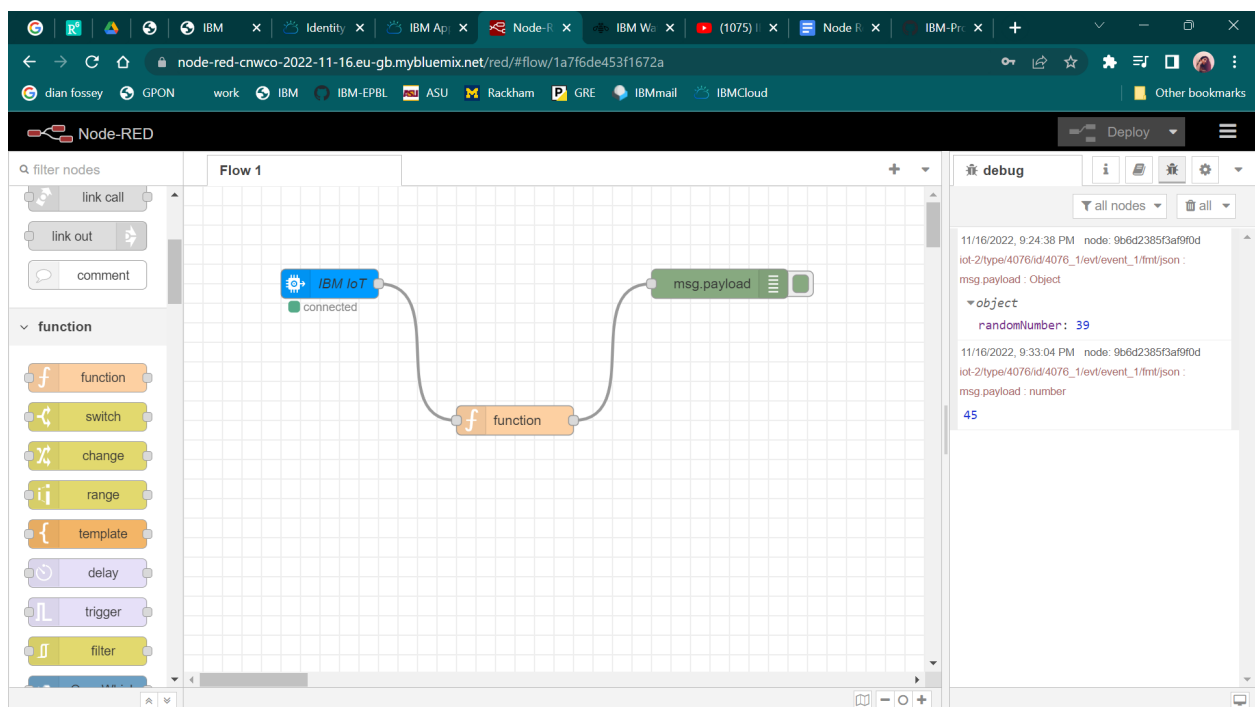 IBM
Identity
IBM Ap
Node-R
IBM Wa
(1075) I
Node R
IBM-Pr
node-red-cnwco-2022-11-16.eu-gb.mybluemix.net/red/#flow/1a7f6de453f1672a
dian fossey GPON work IBM IBM-EPBL ASU Rackham GRE IBMmail IBMCloud Other bookmarks
Node-RED Deploy
filter nodes
Flow 1
debug
link call
link out
comment
function
function
switch
change
range
template
delay
trigger
filter
IBM IoT
connected
function
msg.payload
all nodes all
11/16/2022, 9:24:38 PM node: 9b6d2385f3af9f0d
iot-2/type/4076/id/4076_1/evt/event_1/fmt/json :
msg.payload : Object
object
randomNumber: 39
11/16/2022, 9:33:04 PM node: 9b6d2385f3af9f0d
iot-2/type/4076/id/4076_1/evt/event_1/fmt/json :
msg.payload : number
45